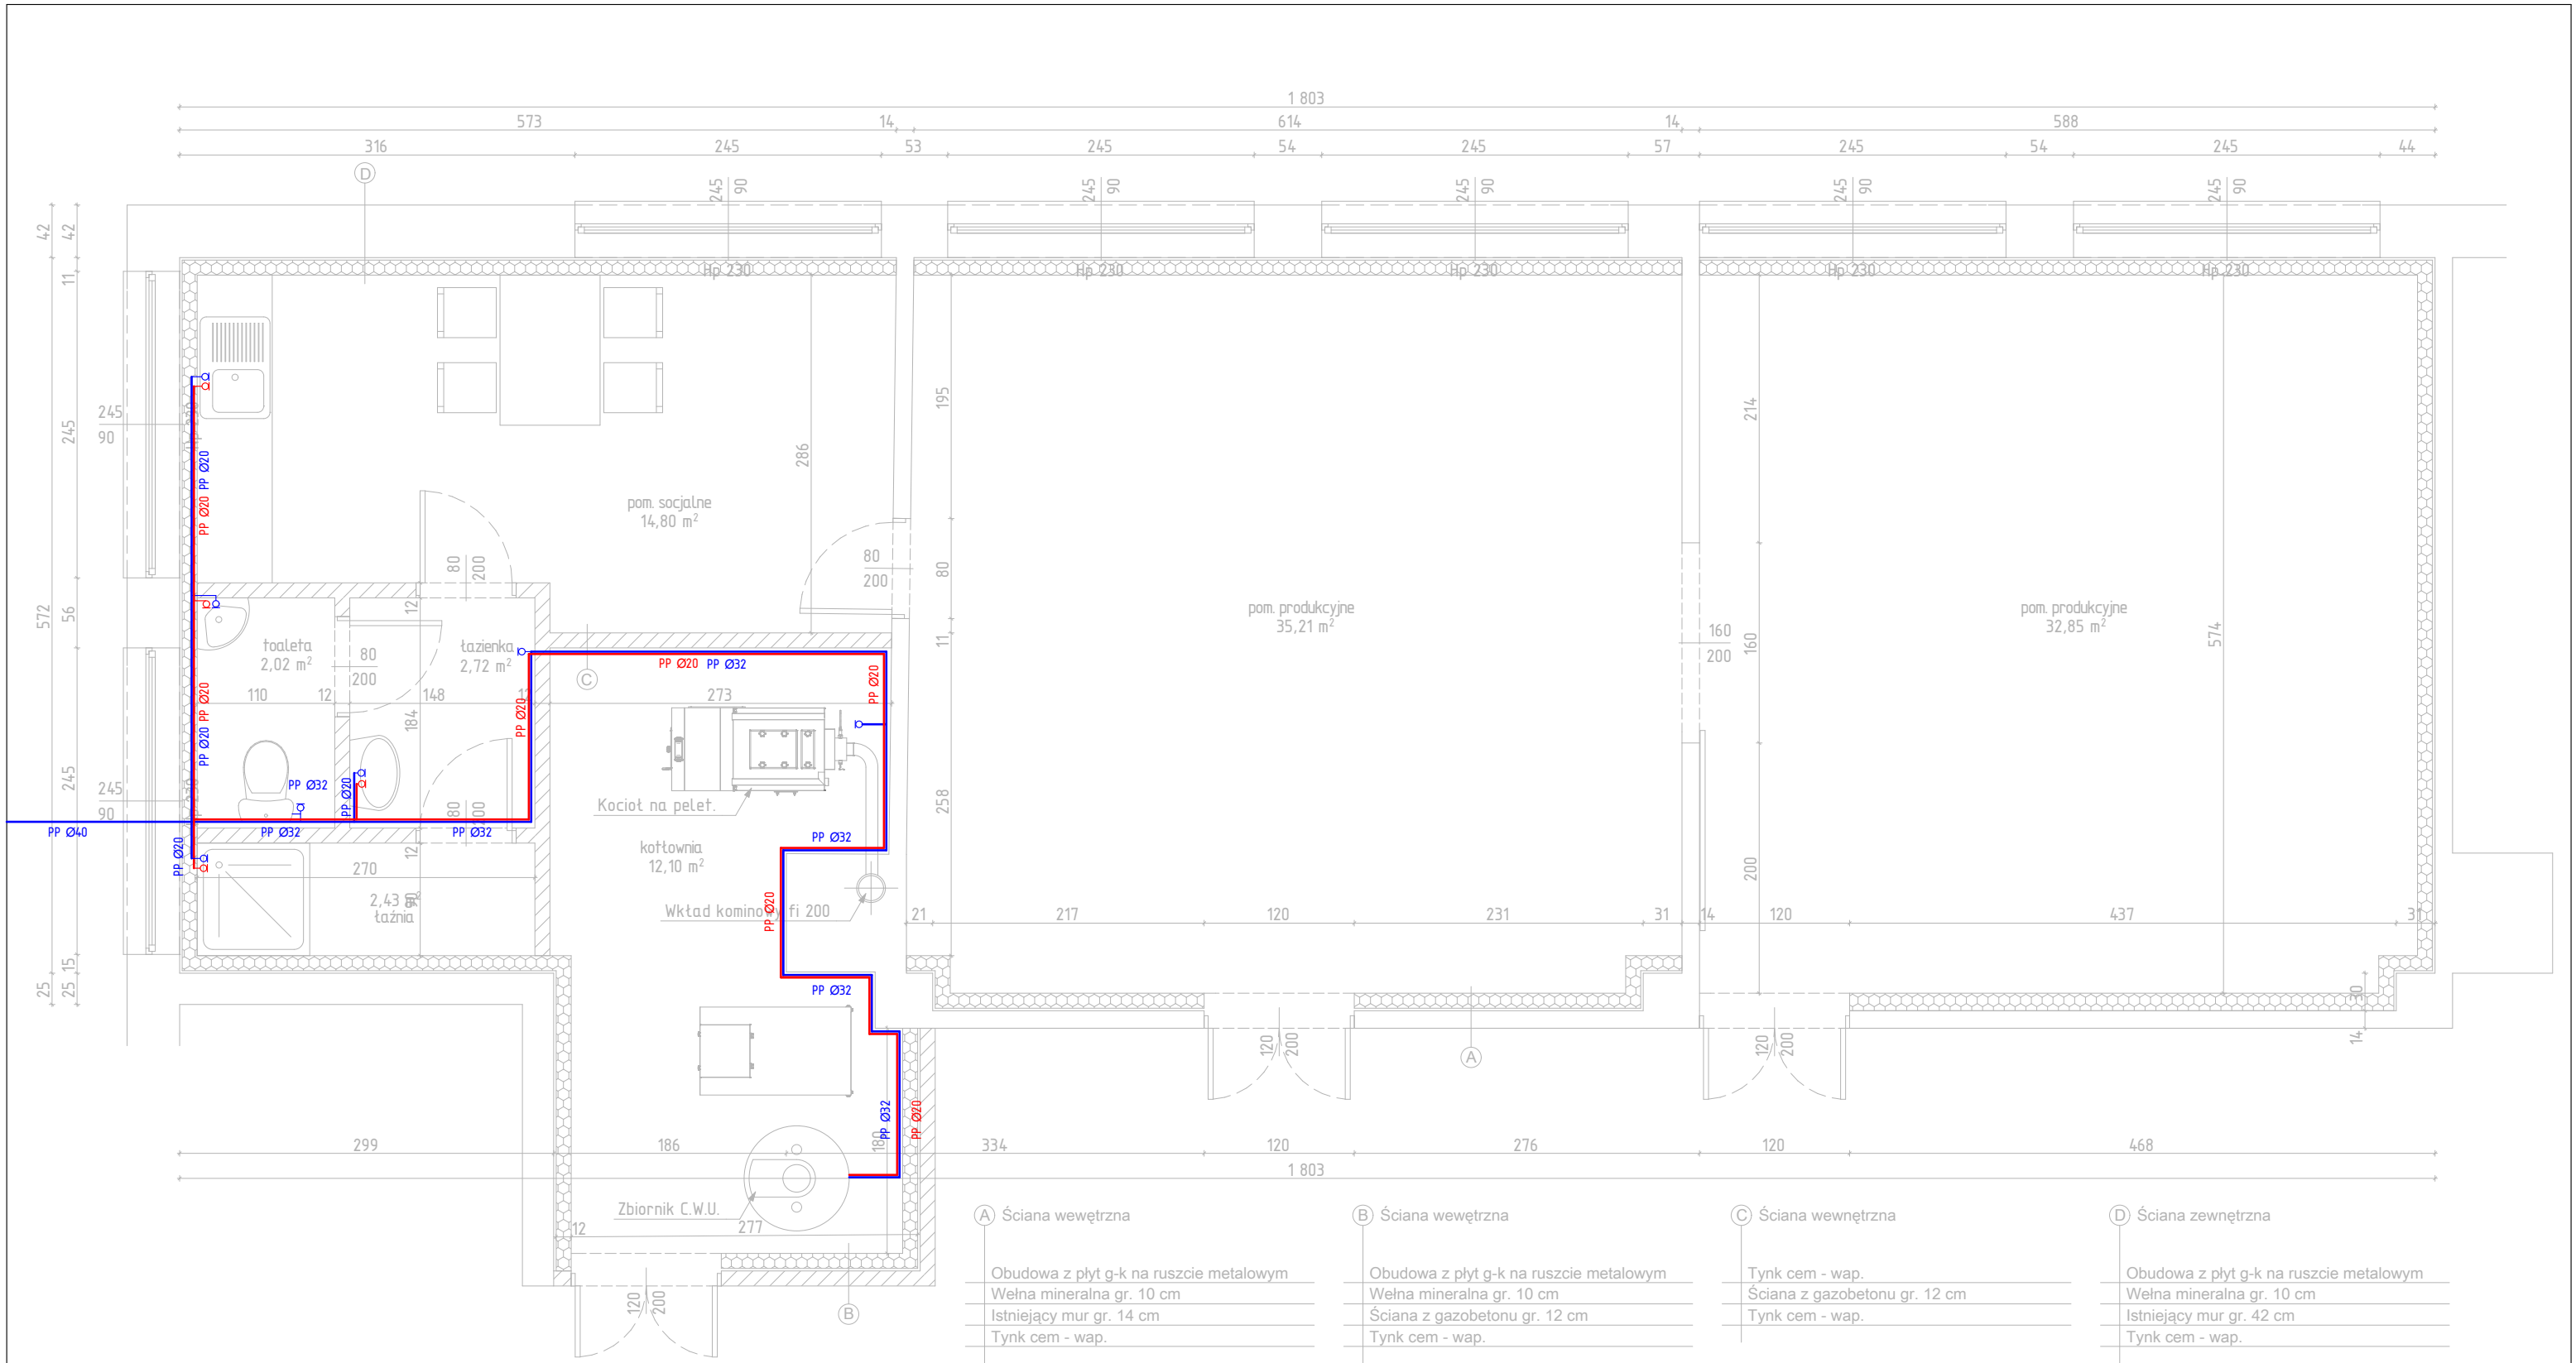 1 803
573
14
614
14
588
316
245
53
245
54
245
57
245
54
245
44
D
245
90
245
90
245
90
245
90
245
90
42
42
11
Hp 230
Hp 230
Hp 230
Hp 230
Hp 230
245
90
245
PP Ø20
PP Ø20
286
195
214
pom. socjalne
14,80 m²
80
200
80
200
80
572
56
12
pom. produkcyjne
35,21 m²
pom. produkcyjne
32,85 m²
574
160
200
160
11
toaleta
2,02 m²
80
200
łazienka
2,72 m²
PP Ø20
PP Ø32
C
PP Ø20
110
12
148
12
273
PP Ø20
PP Ø20
184
PP Ø20
PP Ø20
245
245
90
PP Ø32
PP Ø20
80
200
Kocioł na pelet.
258
PP Ø40
PP Ø32
PP Ø32
PP Ø32
PP Ø20
12
kotłownia
12,10 m²
200
270
2,43 m²
łaźnia
90
PP Ø20
Wkład kominowy fi 200
21
217
120
231
31
14
120
437
31
25
25
15
PP Ø32
30
14
120
200
A
120
200
PP Ø32
PP Ø20
180
299
186
334
120
276
120
468
1 803
Zbiornik C.W.U.
12
277
120
200
B
A Ściana wewętrzna
Obudowa z płyt g-k na ruszcie metalowym
Wełna mineralna gr. 10 cm
Istniejący mur gr. 14 cm
Tynk cem - wap.
B Ściana wewętrzna
Obudowa z płyt g-k na ruszcie metalowym
Wełna mineralna gr. 10 cm
Ściana z gazobetonu gr. 12 cm
Tynk cem - wap.
C Ściana wewnętrzna
Tynk cem - wap.
Ściana z gazobetonu gr. 12 cm
Tynk cem - wap.
D Ściana zewnętrzna
Obudowa z płyt g-k na ruszcie metalowym
Wełna mineralna gr. 10 cm
Istniejący mur gr. 42 cm
Tynk cem - wap.